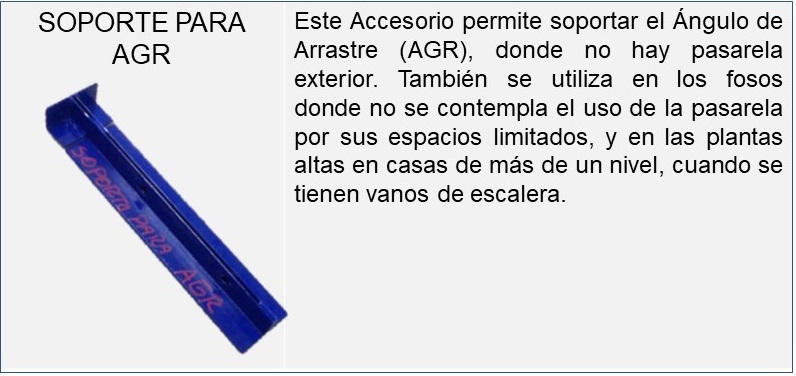 SOPORTE PARA
AGR
SOPORTE PARA AGR
Este Accesorio permite soportar el Ángulo de
Arrastre (AGR), donde no hay pasarela
exterior. También se utiliza en los fosos
donde no se contempla el uso de la pasarela
por sus espacios limitados, y en las plantas
altas en casas de más de un nivel, cuando se
tienen vanos de escalera.